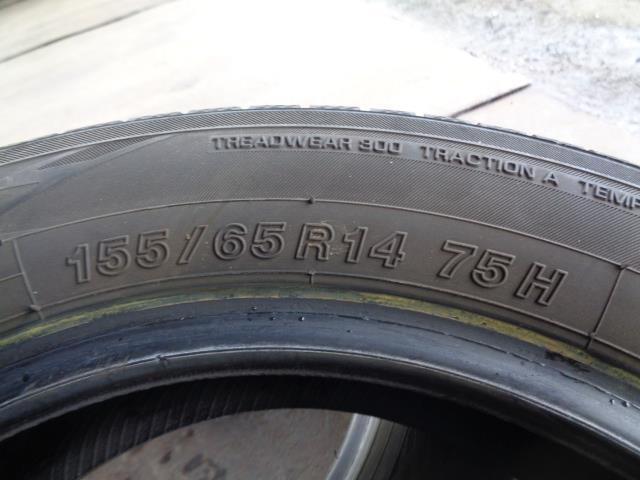 TREADWEAR 300 TRACTION A TEMP
155/65R14 75H